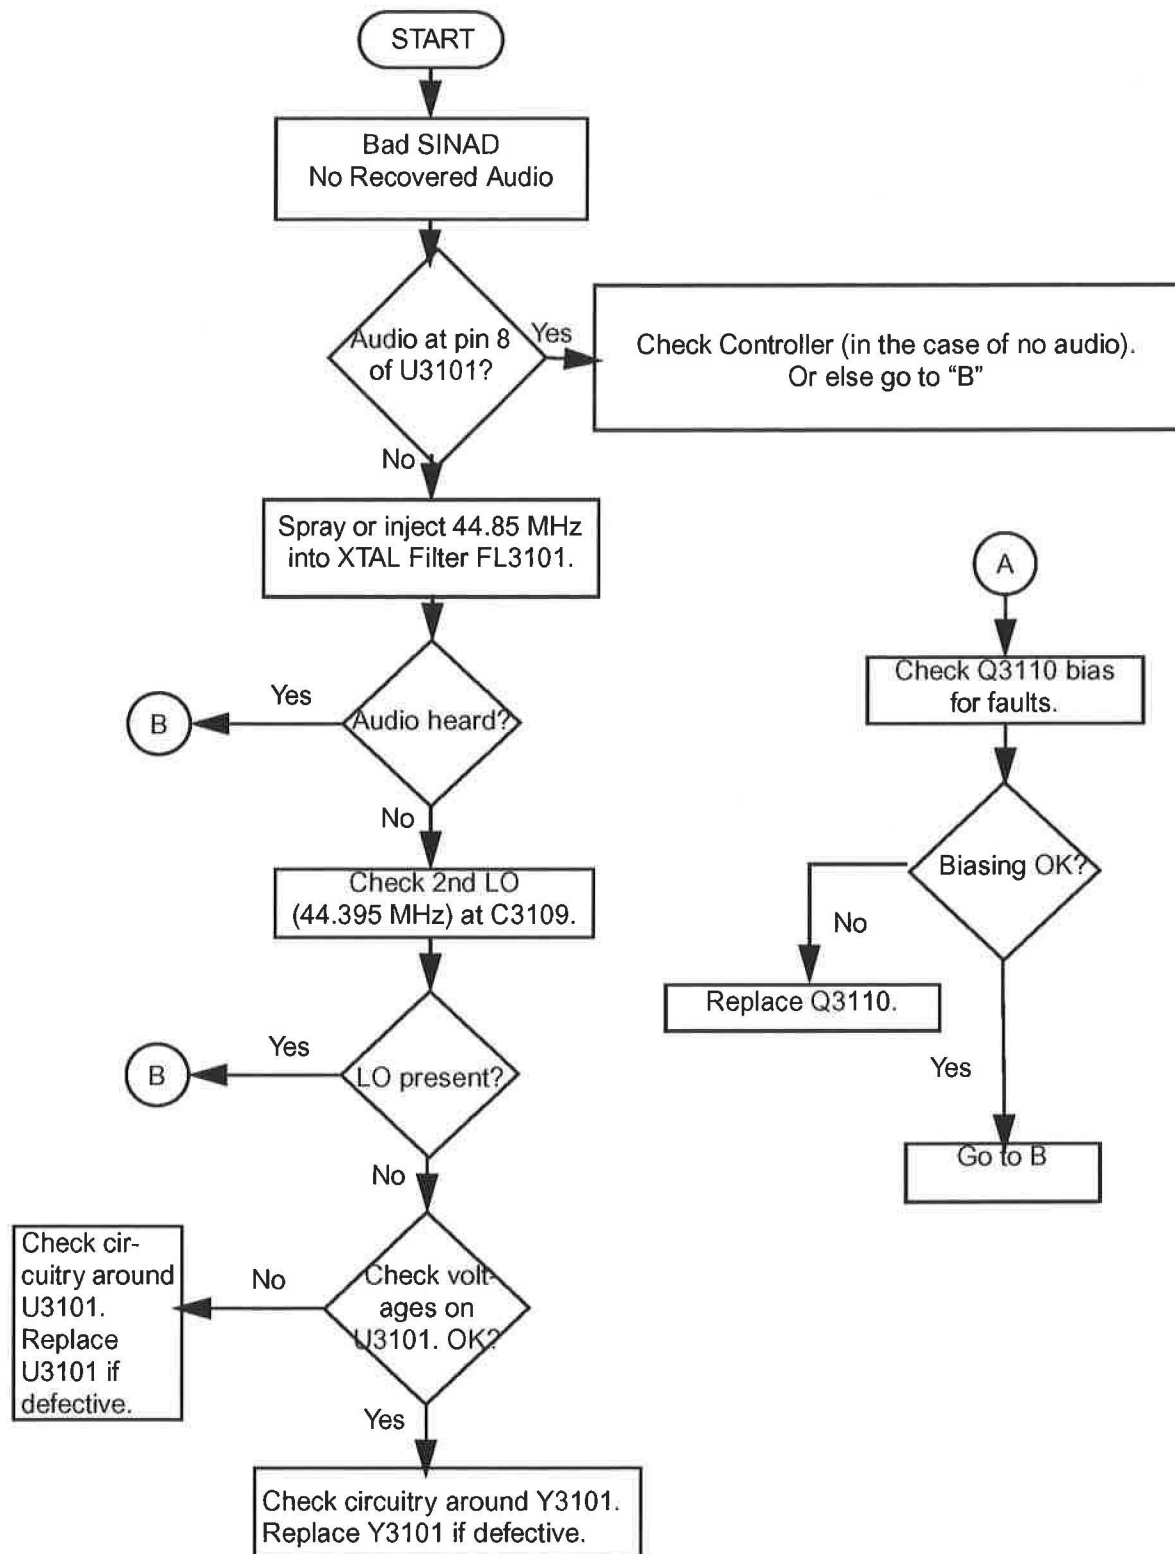 START
Bad SINAD
No Recovered Audio
Audio at pin 8
of U3101?
Yes
Check Controller (in the case of no audio).
Or else go to “B”
No
Spray or inject 44.85 MHz
into XTAL Filter FL3101.
Audio heard?
Yes
B
No
Check 2nd LO
(44.395 MHz) at C3109.
LO present?
Yes
B
No
Check volt-
ages on
U3101. OK?
No
Check cir-
cuitry around
U3101.
Replace
U3101 if
defective.
Yes
Check circuitry around Y3101.
Replace Y3101 if defective.
A
Check Q3110 bias
for faults.
Biasing OK?
No
Replace Q3110.
Yes
Go to B